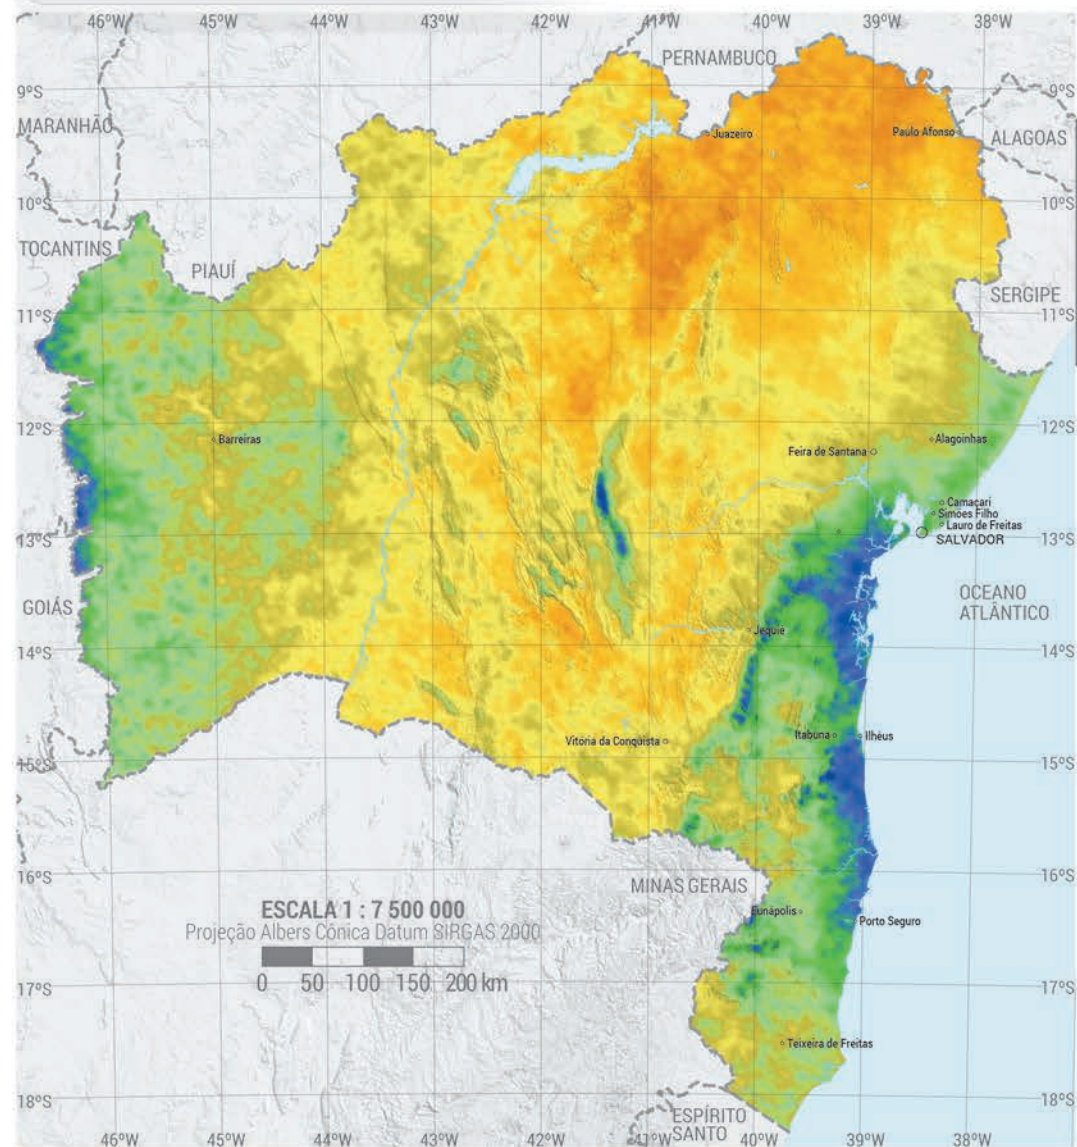 46°W 45°W 44°W 43°W 42°W 41°W 40°W 39°W 38°W
PERNAMBUCO
9°S 9°S
MARANHÃO
Juazeiro
Paulo Afonso
ALAGOAS
10°S 10°S
TOCANTINS
PIAUÍ
SERGIPE
11°S 11°S
12°S 12°S
Barreiras
Alagoinhas
Feira de Santana
Camaçari
Simões Filho
Lauro de Freitas
13°S 13°S
SALVADOR
GOIÁS
OCEANO
ATLÂNTICO
Jequié
14°S 14°S
Itabuna
Ilhéus
Vitória da Conquista
15°S 15°S
16°S 16°S
MINAS GERAIS
ESCALA 1 : 7 500 000
Eunápolis
Porto Seguro
Projeção Albers Cônica Datum SIRGAS 2000
0 50 100 150 200 km
17°S 17°S
Teixeira de Freitas
18°S 18°S
ESPÍRITO
SANTO
46°W 45°W 44°W 43°W 42°W 41°W 40°W 39°W 38°W